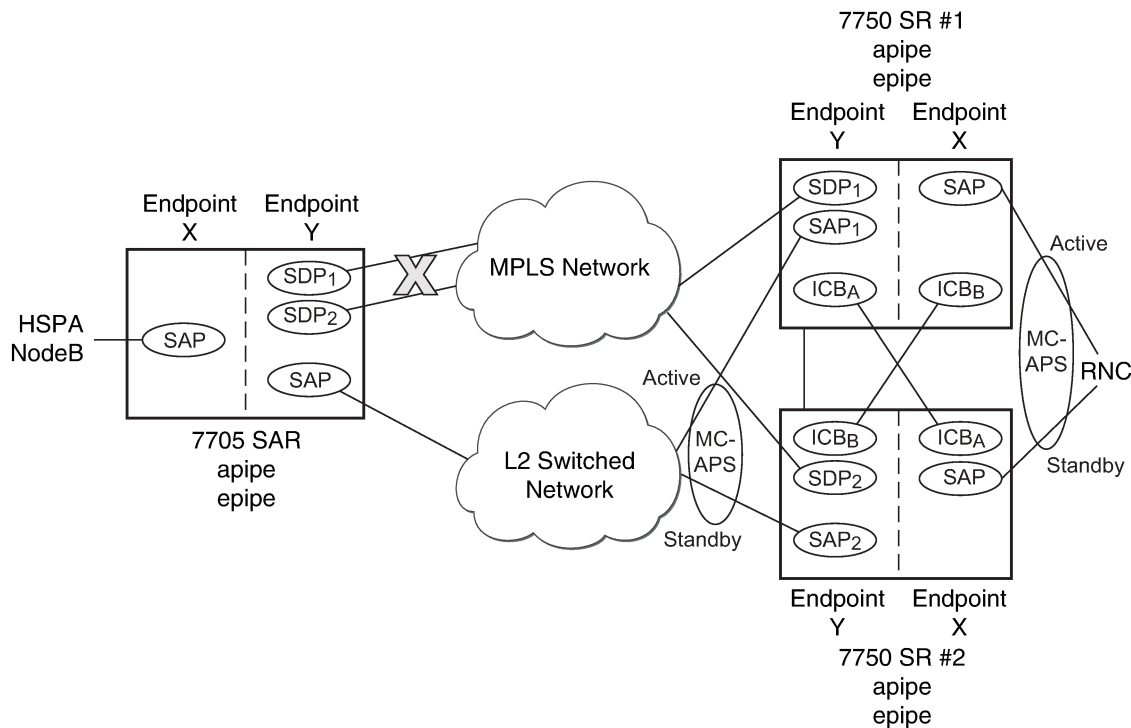 7750 SR #1
apipe
epipe
Endpoint
Y
Endpoint
X
SDP1
SAP
SAP1
ICBA
ICBB
Active
MC-
APS
RNC
Standby
Endpoint
X
Endpoint
Y
SDP1
SDP2
SAP
SAP
HSPA
NodeB
7705 SAR
apipe
epipe
X
MPLS Network
L2 Switched
Network
Active
MC-
APS
Standby
ICBB
ICBA
SDP2
SAP
SAP2
Endpoint
Y
Endpoint
X
7750 SR #2
apipe
epipe